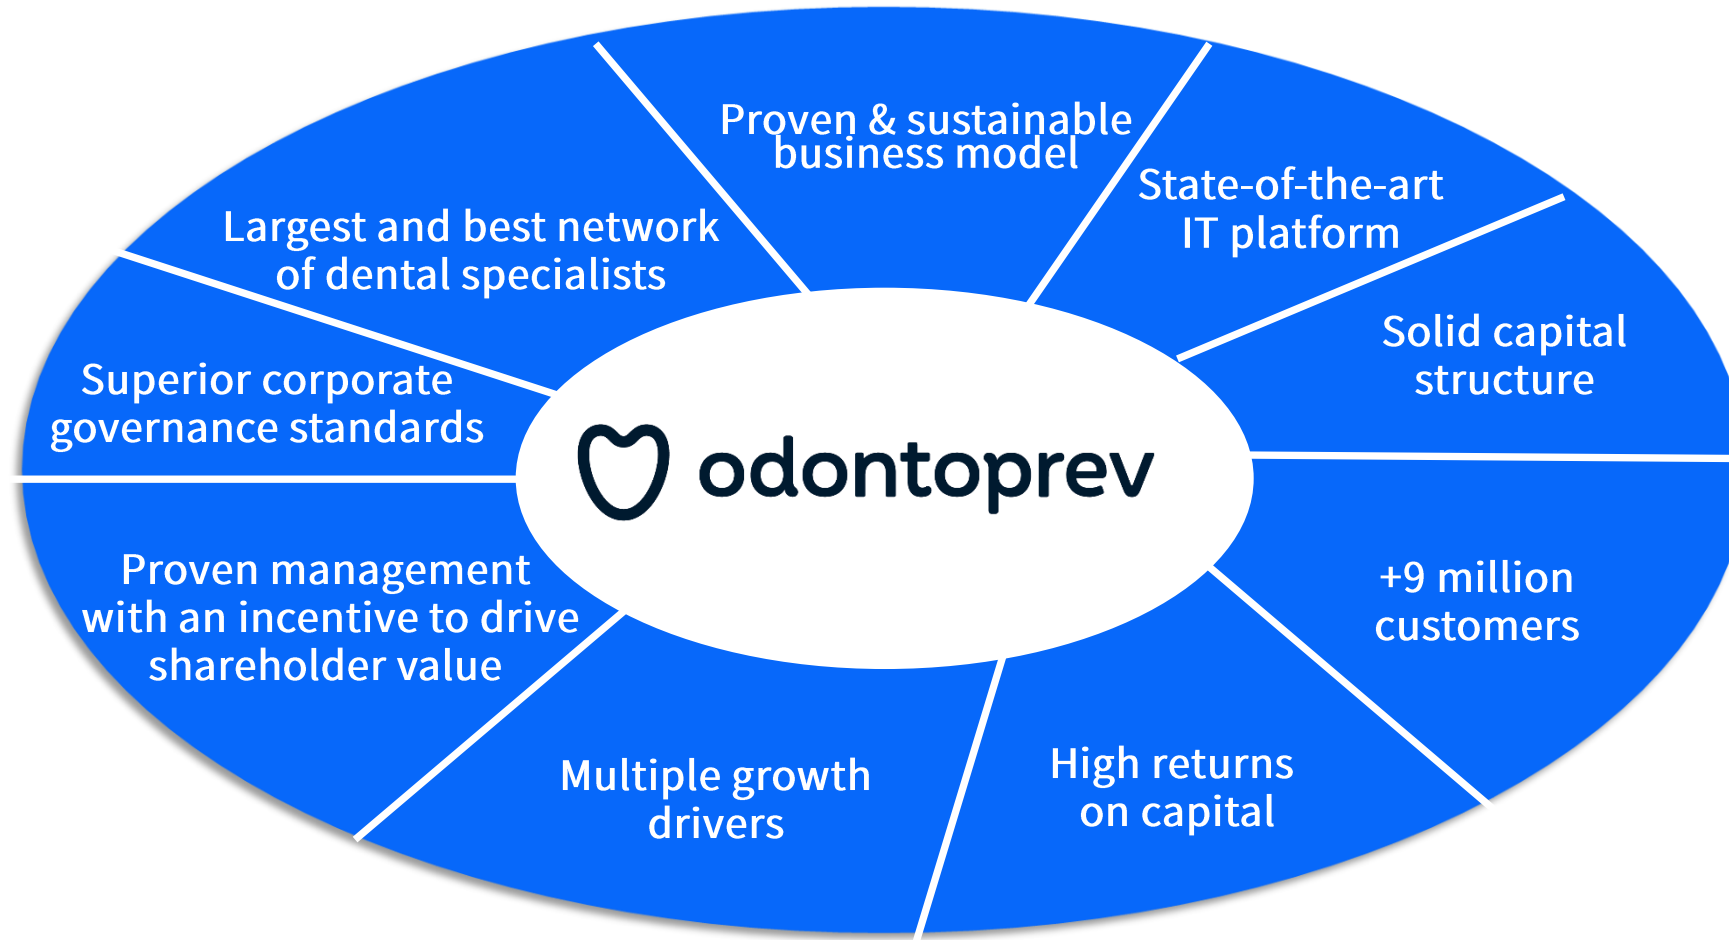 Proven & sustainable
business model
State-of-the-art
IT platform
Solid capital
structure
+9 million
customers
High returns
on capital
Multiple growth
drivers
Proven management
with an incentive to drive
shareholder value
Superior corporate
governance standards
Largest and best network
of dental specialists
odontoprev